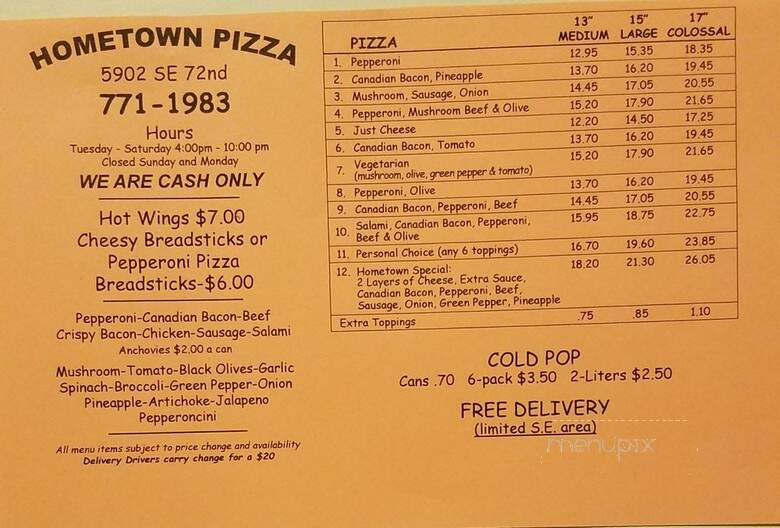 HOMETOWN PIZZA
5902 SE 72nd
771-1983
Hours
Tuesday - Saturday 4:00pm - 10:00 pm
Closed Sunday and Monday
WE ARE CASH ONLY
Hot Wings $7.00
Cheesy Breadsticks or
Pepperoni Pizza
Breadsticks-$6.00
Pepperoni-Canadian Bacon-Beef
Crispy Bacon-Chicken-Sausage-Salami
Anchovies $2.00 a can
Mushroom-Tomato-Black Olives-Garlic
Spinach-Broccoli-Green Pepper-Onion
Pineapple-Artichoke-Jalapeno
Pepperoncini
All menu items subject to price change and availability
Delivery Drivers carry change for a $20
13" 15" 17"
PIZZA MEDIUM LARGE COLOSSAL
1. Pepperoni 12.95 15.35 18.35
2. Canadian Bacon, Pineapple 13.70 16.20 19.45
3. Mushroom, Sausage, Onion 14.45 17.05 20.55
4. Pepperoni, Mushroom Beef & Olive 15.20 17.90 21.65
5. Just Cheese 12.20 14.50 17.25
6. Canadian Bacon, Tomato 13.70 16.20 19.45
7. Vegetarian 15.20 17.90 21.65
(mushroom, olive, green pepper & tomato)
8. Pepperoni, Olive 13.70 16.20 19.45
9. Canadian Bacon, Pepperoni, Beef 14.45 17.05 20.55
10. Salami, Canadian Bacon, Pepperoni, 15.95 18.75 22.75
Beef & Olive
11. Personal Choice (any 6 toppings) 16.70 19.60 23.85
12. Hometown Special: 18.20 21.30 26.05
2 Layers of Cheese, Extra Sauce,
Canadian Bacon, Pepperoni, Beef,
Sausage, Onion, Green Pepper, Pineapple
Extra Toppings .75 .85 1.10
COLD POP
Cans .70 6-pack $3.50 2-Liters $2.50
FREE DELIVERY
(limited S.E. area)
menupix